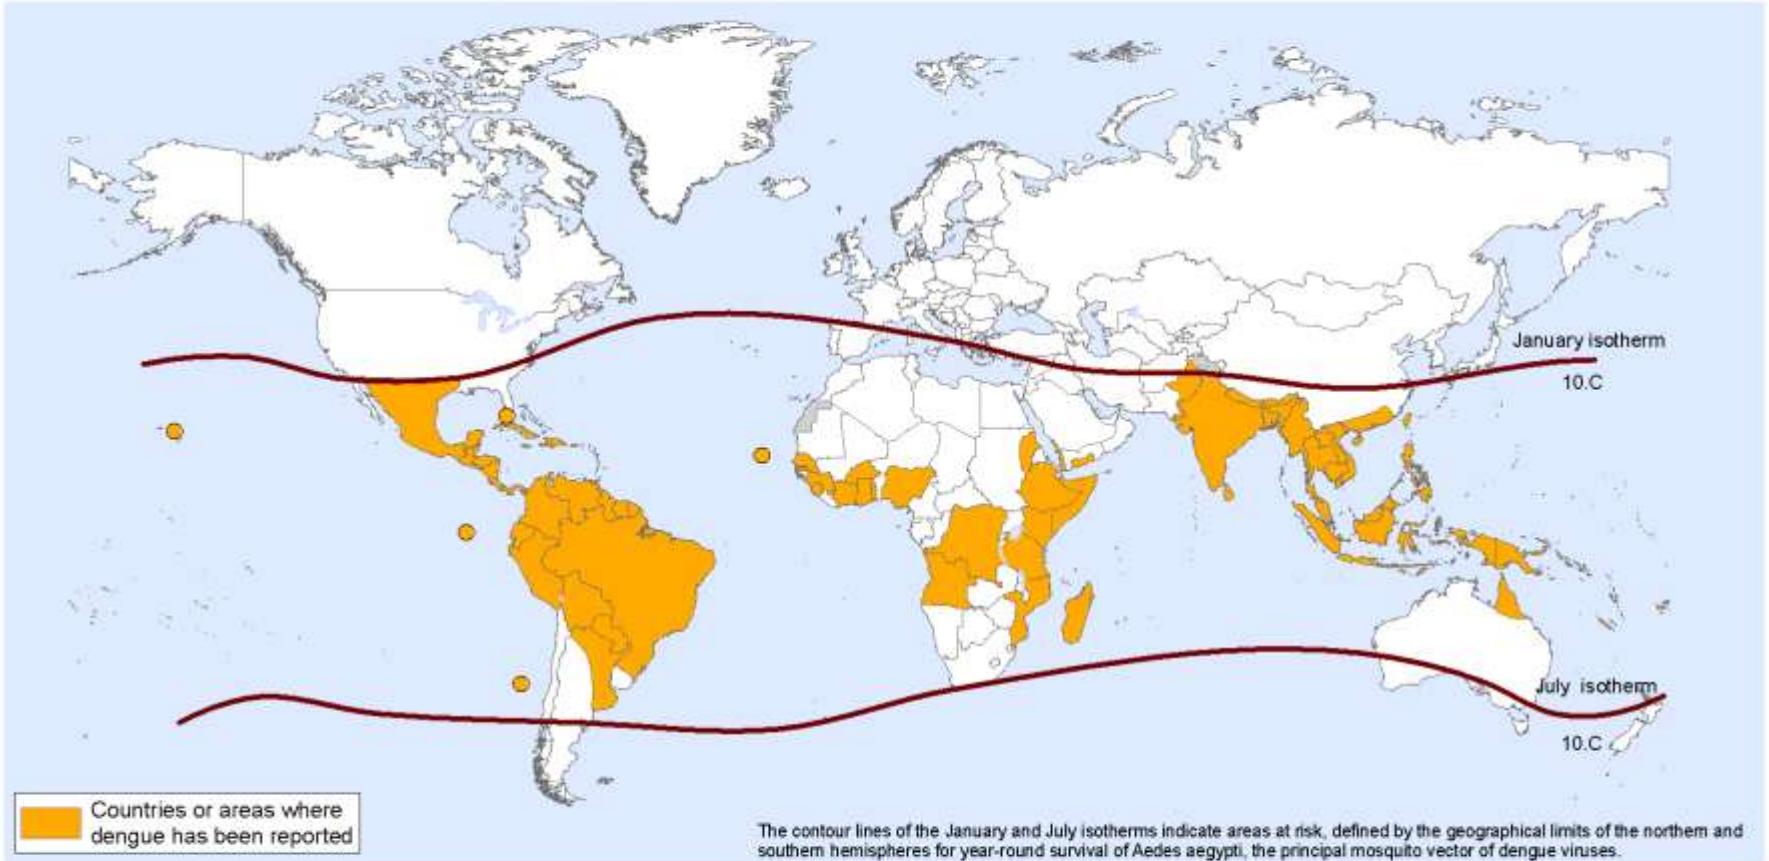 January isotherm
10.C
July isotherm
10.C
Countries or areas where
dengue has been reported
The contour lines of the January and July isotherms indicate areas at risk, defined by the geographical limits of the northern and
southern hemispheres for year-round survival of Aedes aegypti, the principal mosquito vector of dengue viruses.